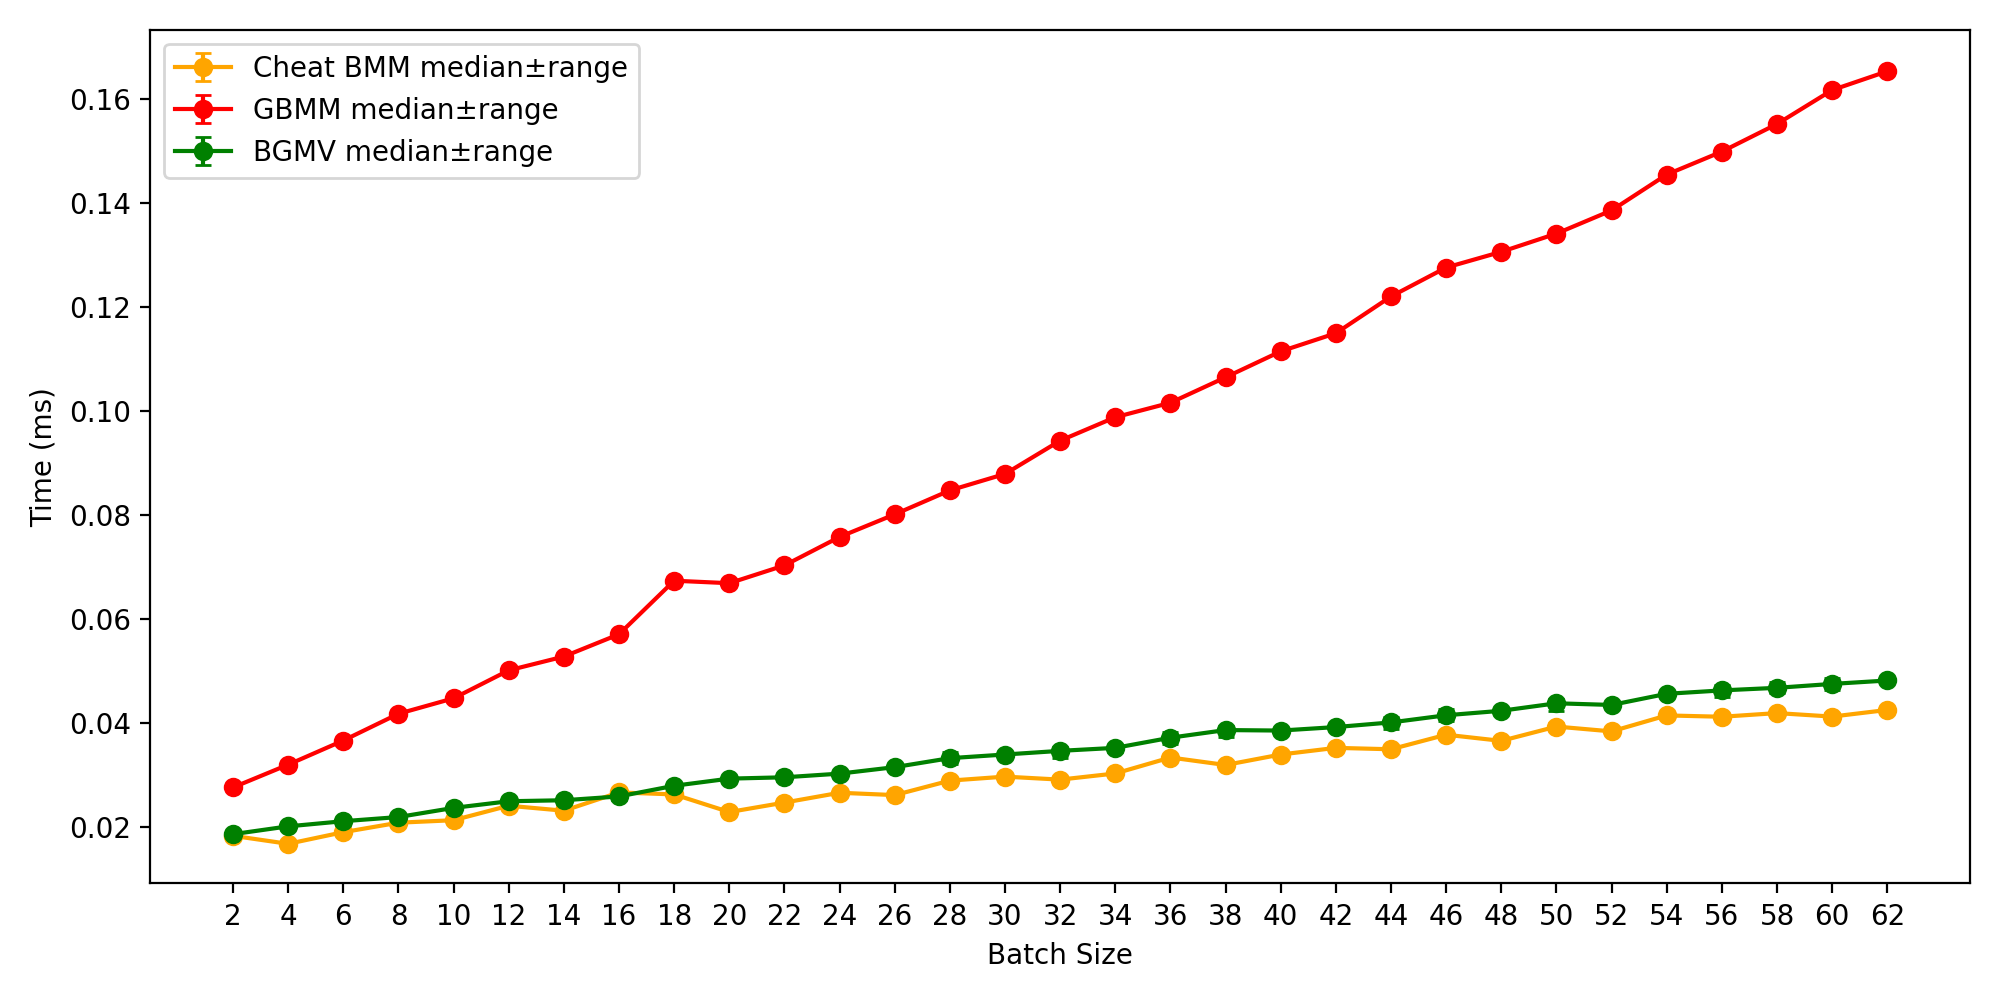 Cheat BMM median±range
GBMM median±range
BGMV median±range
0.16
0.14
0.12
0.10
0.08
0.06
0.04
0.02
Time (ms)
2 4 6 8 10 12 14 16 18 20 22 24 26 28 30 32 34 36 38 40 42 44 46 48 50 52 54 56 58 60 62
Batch Size